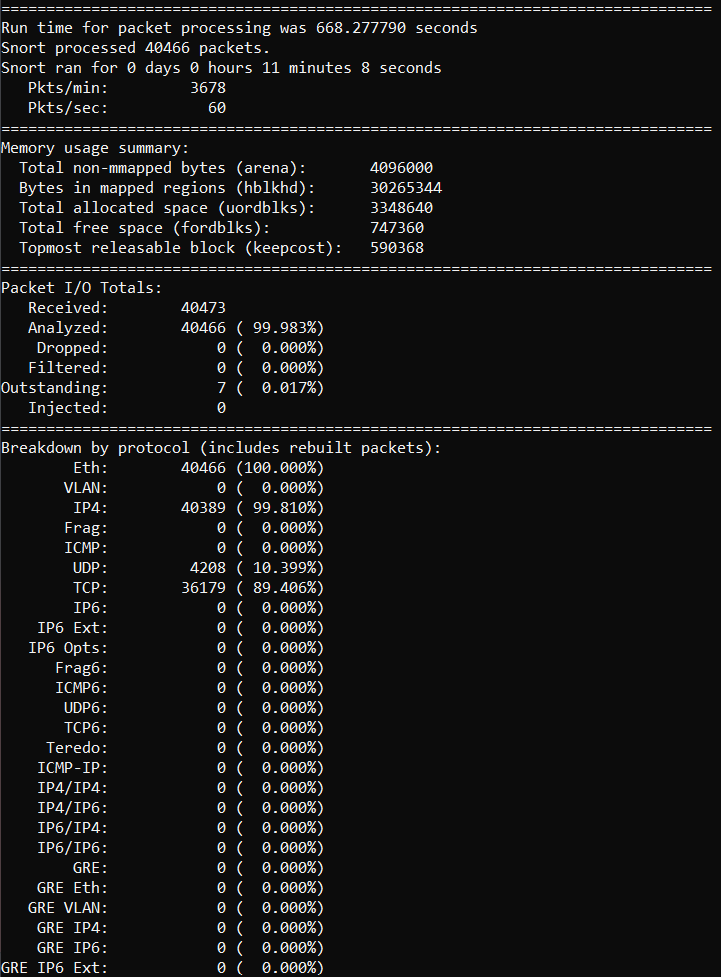 ===============================================================================
Run time for packet processing was 668.277790 seconds
Snort processed 40466 packets.
Snort ran for 0 days 0 hours 11 minutes 8 seconds
   Pkts/min:         3678
   Pkts/sec:           60
===============================================================================
Memory usage summary:
  Total non-mmapped bytes (arena):       4096000
  Bytes in mapped regions (hblkhd):      30265344
  Total allocated space (uordblks):      3348640
  Total free space (fordblks):           747360
  Topmost releasable block (keepcost):   590368
===============================================================================
Packet I/O Totals:
   Received:        40473
   Analyzed:        40466 ( 99.983%)
    Dropped:            0 (  0.000%)
   Filtered:            0 (  0.000%)
Outstanding:            7 (  0.017%)
   Injected:            0
===============================================================================
Breakdown by protocol (includes rebuilt packets):
        Eth:        40466 (100.000%)
       VLAN:            0 (  0.000%)
        IP4:        40389 ( 99.810%)
       Frag:            0 (  0.000%)
       ICMP:            0 (  0.000%)
        UDP:         4208 ( 10.399%)
        TCP:        36179 ( 89.406%)
        IP6:            0 (  0.000%)
    IP6 Ext:            0 (  0.000%)
   IP6 Opts:            0 (  0.000%)
      Frag6:            0 (  0.000%)
      ICMP6:            0 (  0.000%)
       UDP6:            0 (  0.000%)
       TCP6:            0 (  0.000%)
     Teredo:            0 (  0.000%)
    ICMP-IP:            0 (  0.000%)
    IP4/IP4:            0 (  0.000%)
    IP4/IP6:            0 (  0.000%)
    IP6/IP4:            0 (  0.000%)
    IP6/IP6:            0 (  0.000%)
        GRE:            0 (  0.000%)
    GRE Eth:            0 (  0.000%)
   GRE VLAN:            0 (  0.000%)
    GRE IP4:            0 (  0.000%)
    GRE IP6:            0 (  0.000%)
GRE IP6 Ext:            0 (  0.000%)